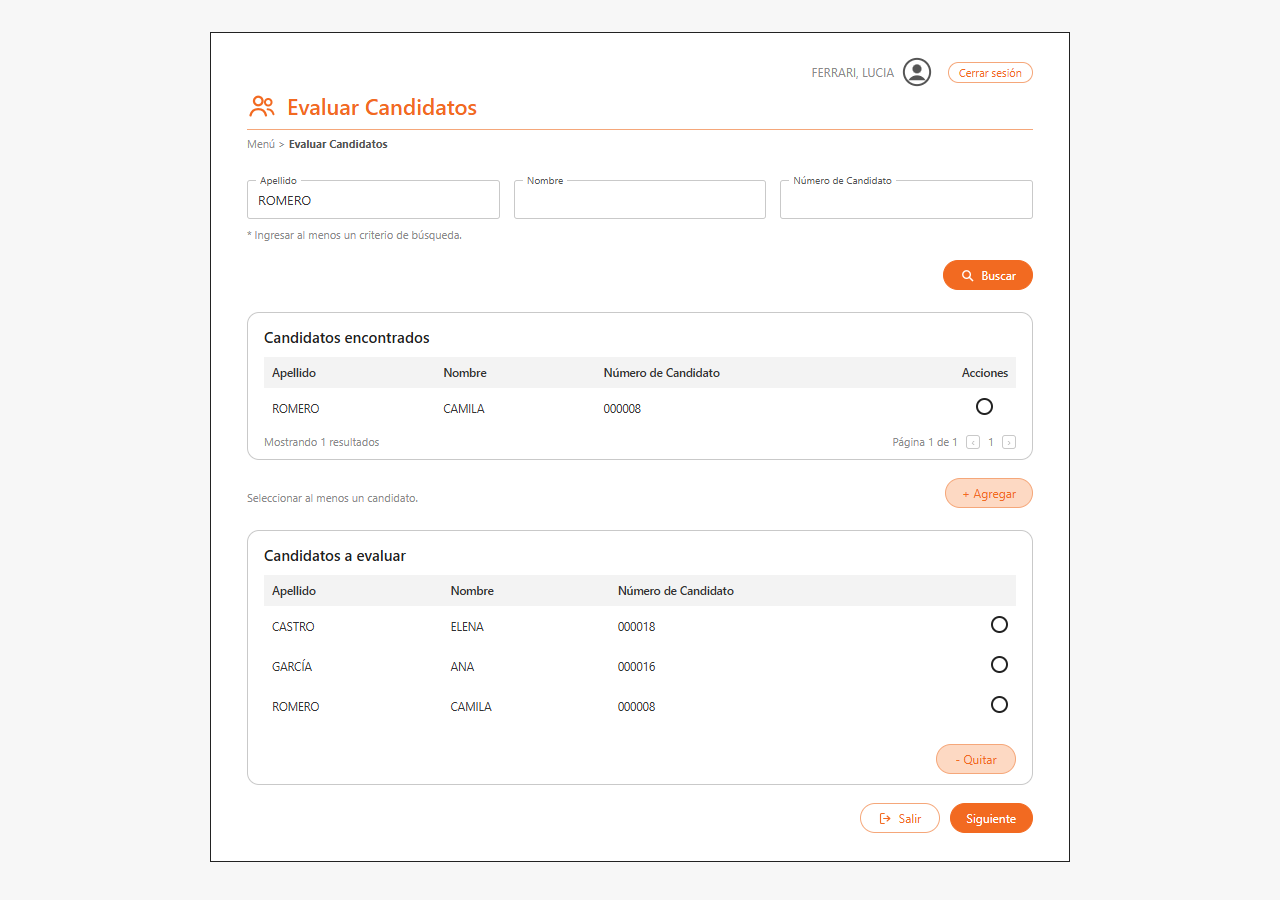 FERRARI, LUCIA Cerrar sesión
Evaluar Candidatos
Menú > Evaluar Candidatos
Apellido Nombre Número de Candidato
ROMERO
* Ingresar al menos un criterio de búsqueda.
Buscar
Candidatos encontrados
Apellido Nombre Número de Candidato Acciones
ROMERO CAMILA 000008
Mostrando 1 resultados Página 1 de 1 ‹ 1 ›
Seleccionar al menos un candidato. + Agregar
Candidatos a evaluar
Apellido Nombre Número de Candidato
CASTRO ELENA 000018
GARCÍA ANA 000016
ROMERO CAMILA 000008
- Quitar
Salir Siguiente